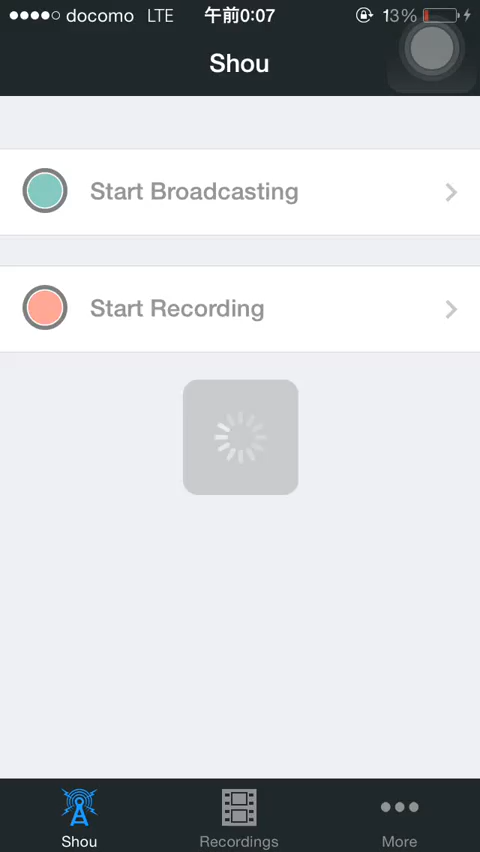 docomo LTE 午前0:07 13%
Shou
Start Broadcasting
Start Recording
Shou Recordings More